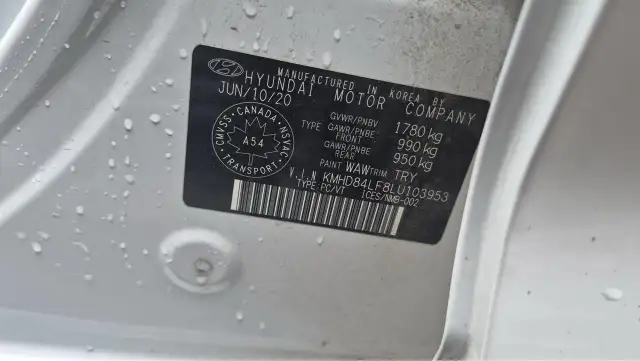 MANUFACTURED IN KOREA BY
HYUNDAI MOTOR COMPANY
JUN/10/20
GVWR/PNBV 1780 kg
TYPE GAWR/PNBE FRONT 990 kg
GAWR/PNBE REAR 950 kg
PAINT WAW TRIM TRY
CANADA
CMVSS NSVAC
A54
TRANSPORT
V.I.N KMHD84LF8LU103953
TYPE: PC/VT ICES/NMB-002